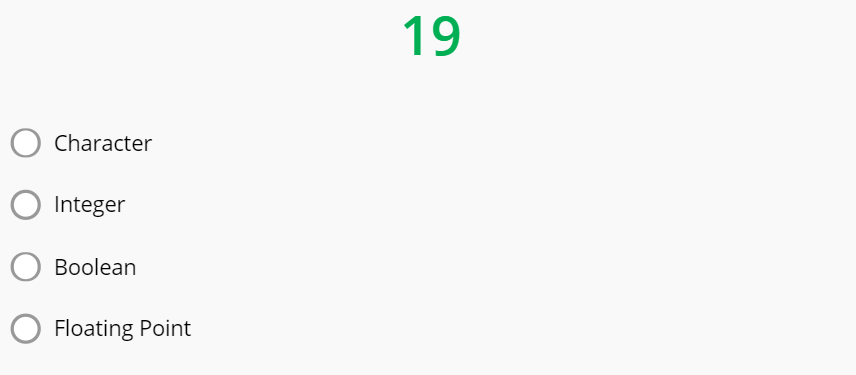 19
Character
Integer
Boolean
Floating Point